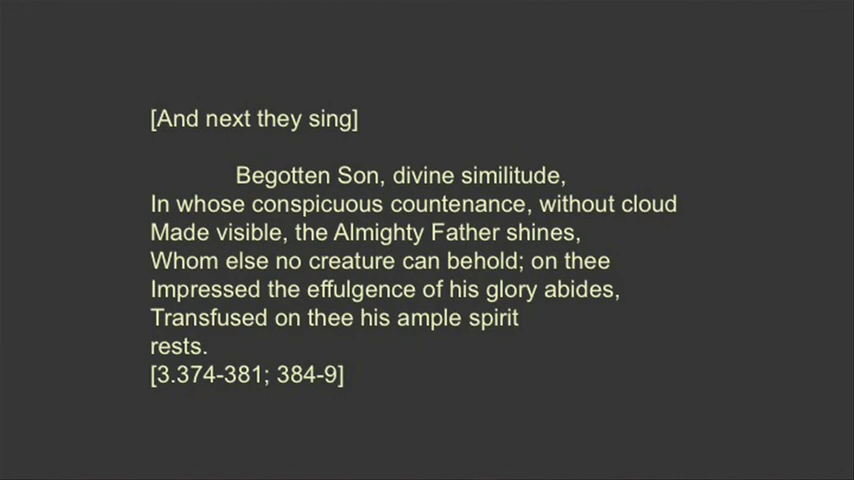 [And next they sing]
Begotten Son, divine similitude,
In whose conspicuous countenance, without cloud
Made visible, the Almighty Father shines,
Whom else no creature can behold; on thee
Impressed the effulgence of his glory abides,
Transfused on thee his ample spirit
rests.
[3.374-381; 384-9]